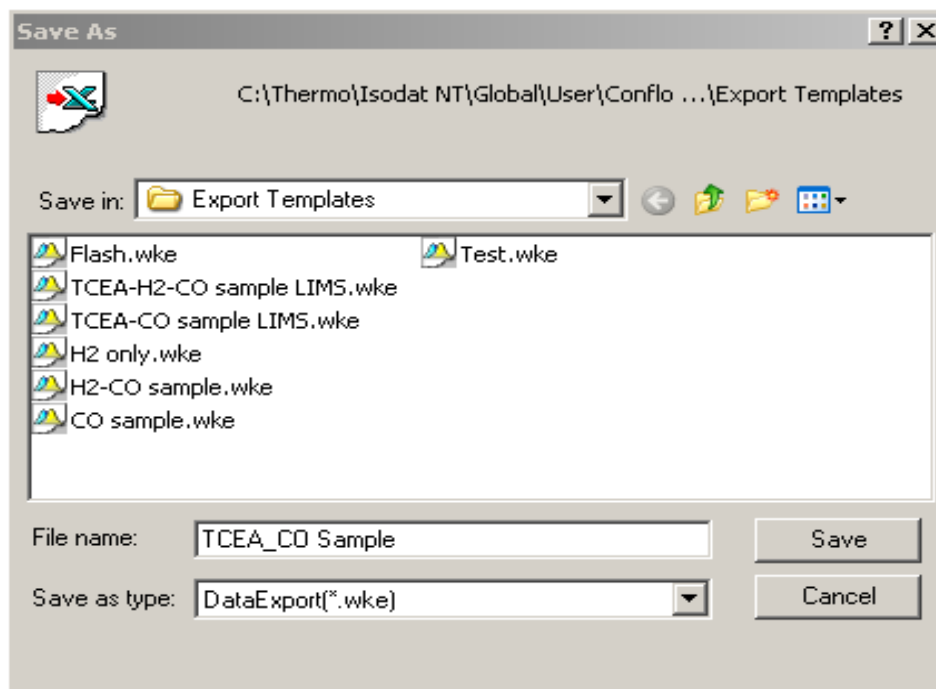 Save As
C:\Thermo\Isodat NT\Global\User\Conflo ...\Export Templates
Save in: Export Templates
Flash.wke
TCEA-H2-CO sample LIMS.wke
TCEA-CO sample LIMS.wke
H2 only.wke
H2-CO sample.wke
CO sample.wke
Test.wke
File name: TCEA_CO Sample Save
Save as type: DataExport(*.wke) Cancel